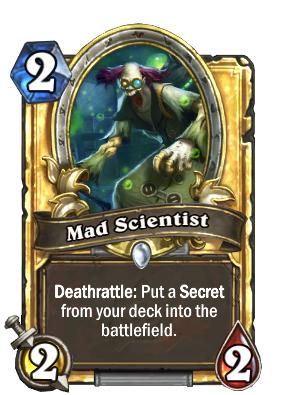 2
Mad Scientist
Deathrattle: Put a Secret
from your deck into the
battlefield.
2
2